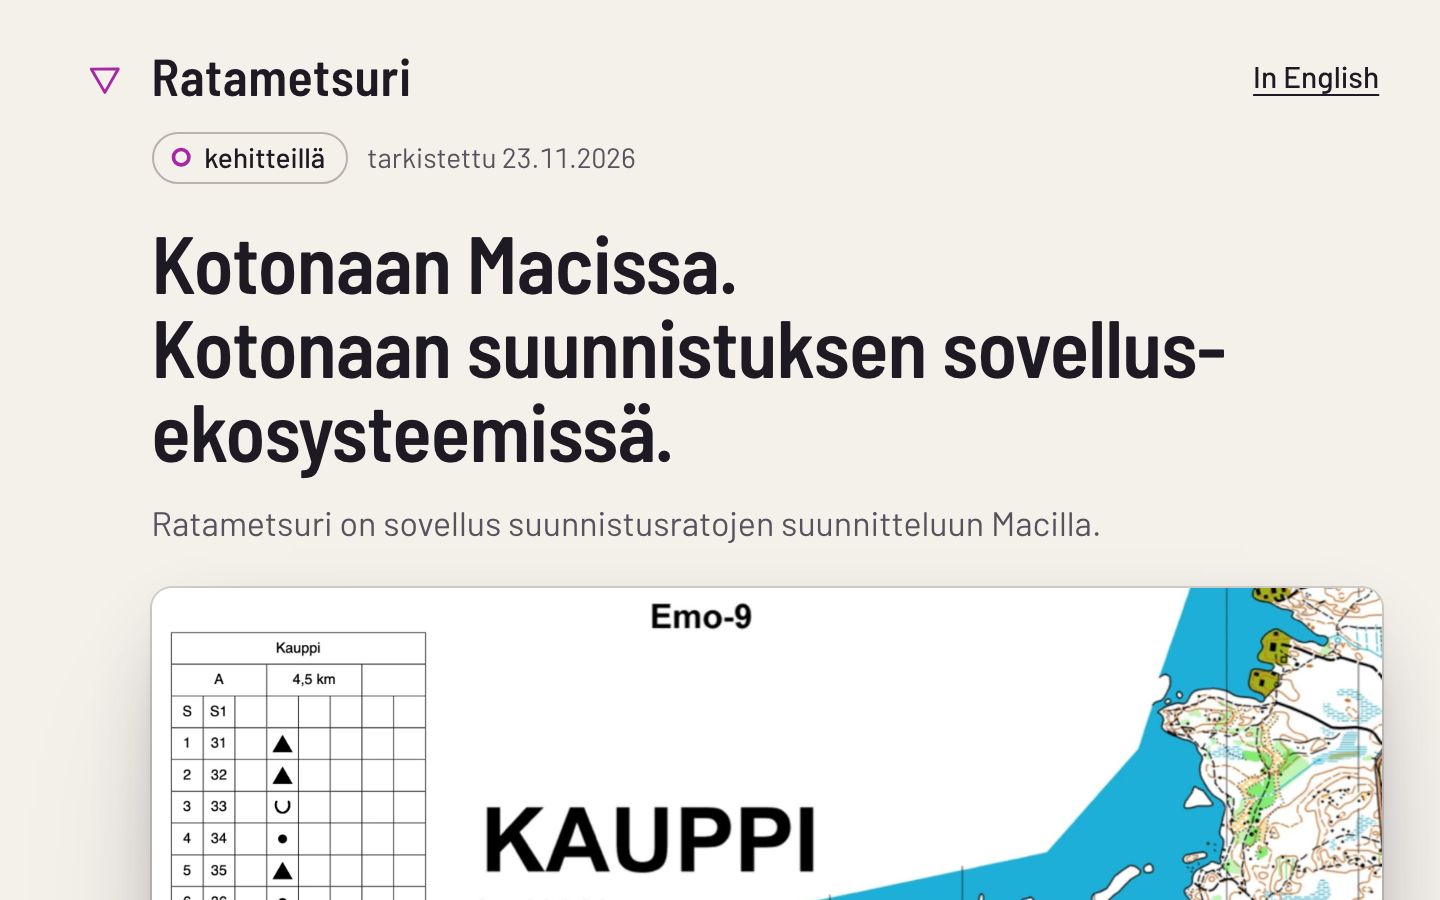 Ratametsuri
In English
kehitteillä
tarkistettu 23.11.2026
Kotonaan Macissa.
Kotonaan suunnistuksen sovellus-
ekosysteemissä.
Ratametsuri on sovellus suunnistusratojen suunnitteluun Macilla.
Emo-9
Kauppi
A 4,5 km
S S1
1 31
2 32
3 33
4 34
5 35
KAUPPI